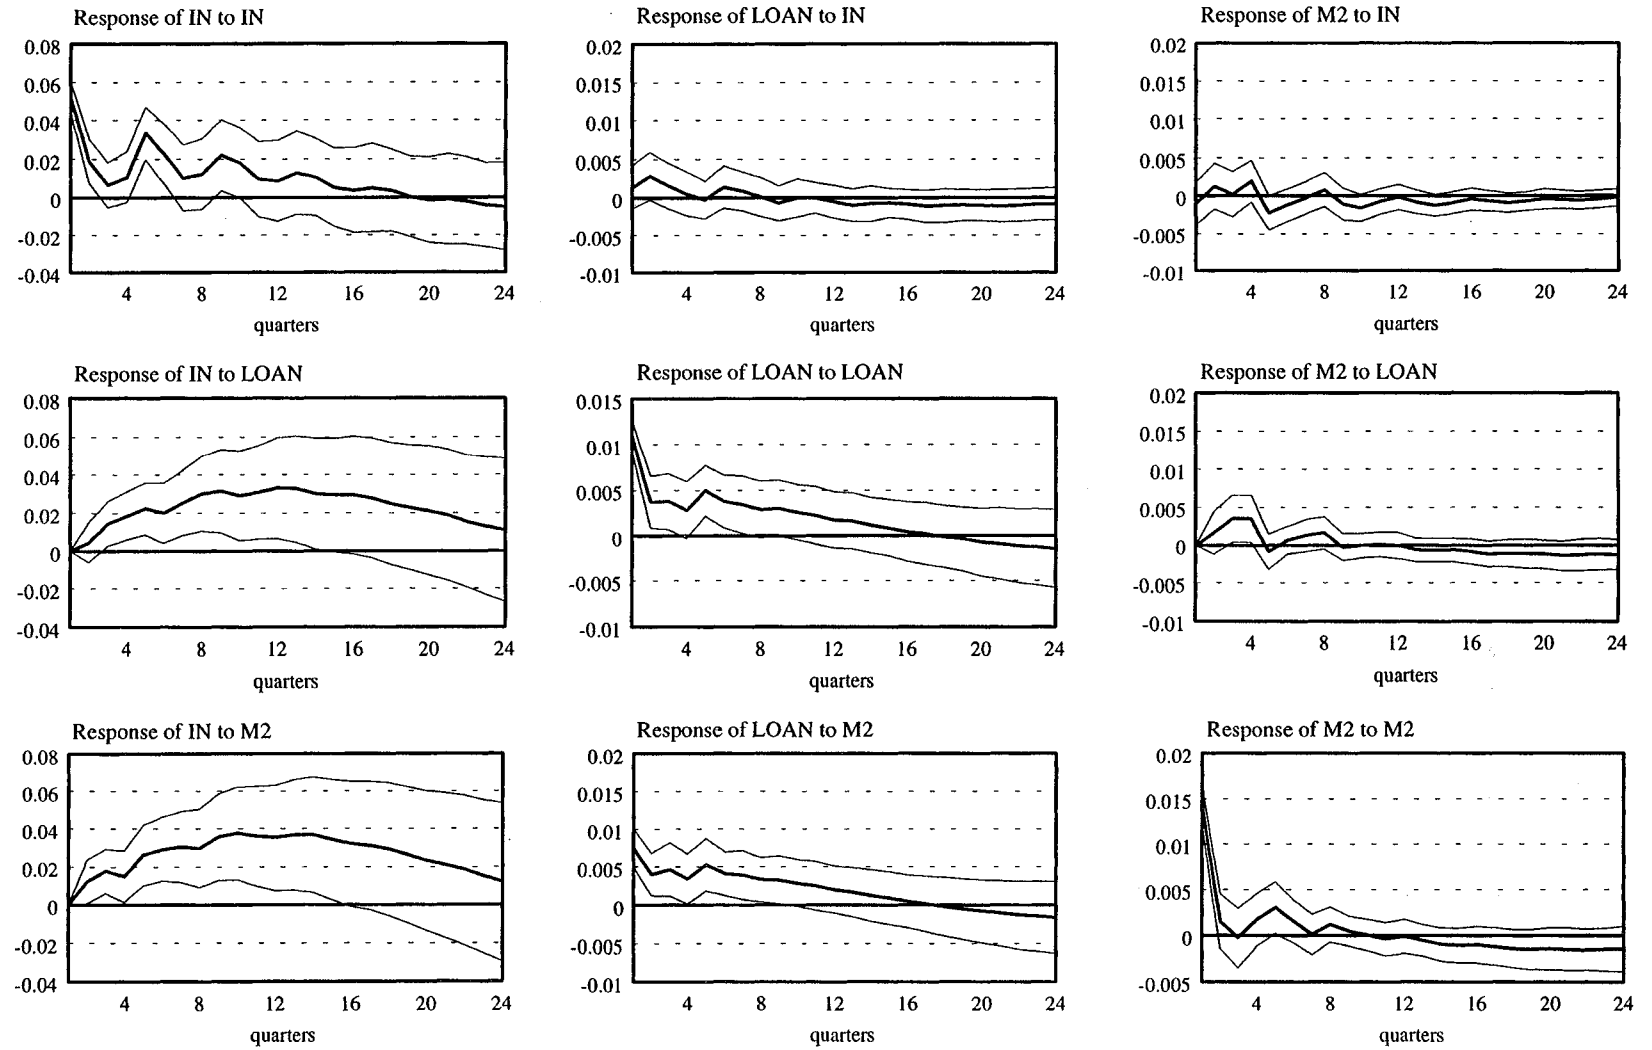 Response of IN to IN
0.08
0.06
0.04
0.02
0
-0.02
-0.04
4 8 12 16 20 24
quarters
Response of LOAN to IN
0.02
0.015
0.01
0.005
0
-0.005
-0.01
4 8 12 16 20 24
quarters
Response of M2 to IN
0.02
0.015
0.01
0.005
0
-0.005
-0.01
4 8 12 16 20 24
quarters
Response of IN to LOAN
0.08
0.06
0.04
0.02
0
-0.02
-0.04
4 8 12 16 20 24
quarters
Response of LOAN to LOAN
0.015
0.01
0.005
0
-0.005
-0.01
4 8 12 16 20 24
quarters
Response of M2 to LOAN
0.02
0.015
0.01
0.005
0
-0.005
-0.01
4 8 12 16 20 24
quarters
Response of IN to M2
0.08
0.06
0.04
0.02
0
-0.02
-0.04
4 8 12 16 20 24
quarters
Response of LOAN to M2
0.02
0.015
0.01
0.005
0
-0.005
-0.01
4 8 12 16 20 24
quarters
Response of M2 to M2
0.02
0.015
0.01
0.005
0
-0.005
4 8 12 16 20 24
quarters